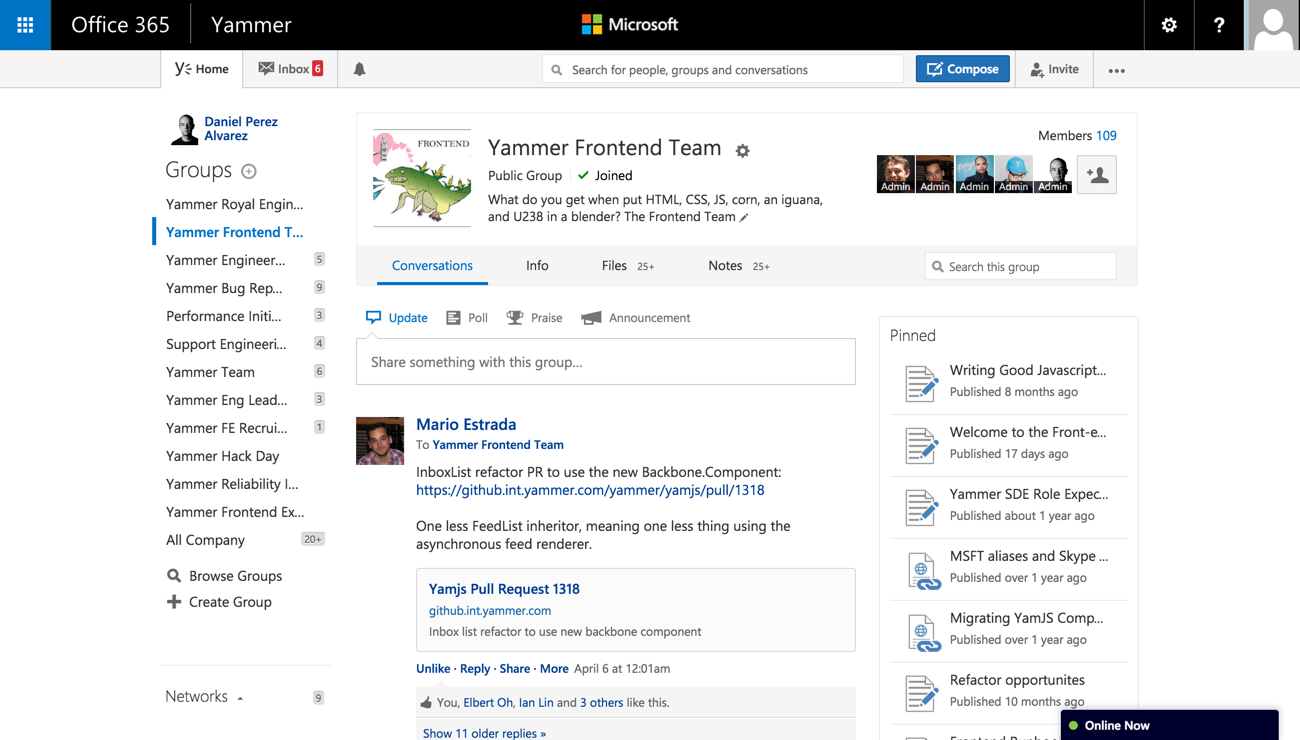 Office 365
Yammer
Microsoft
?
Home
Inbox 6
Search for people, groups and conversations
Compose
Invite
Daniel Perez
Alvarez
Groups
Yammer Royal Engin...
Yammer Frontend T...
Yammer Engineer... 5
Yammer Bug Rep... 9
Performance Initi... 3
Support Engineeri... 4
Yammer Team 6
Yammer Eng Lead... 3
Yammer FE Recrui... 1
Yammer Hack Day
Yammer Reliability I...
Yammer Frontend Ex...
All Company 20+
Browse Groups
Create Group
Networks 9
FRONTEND
Yammer Frontend Team
Public Group
Joined
What do you get when put HTML, CSS, JS, corn, an iguana,
and U238 in a blender? The Frontend Team
Members 109
Admin Admin Admin Admin Admin
Conversations
Info
Files 25+
Notes 25+
Search this group
Update
Poll
Praise
Announcement
Share something with this group...
Mario Estrada
To Yammer Frontend Team
InboxList refactor PR to use the new Backbone.Component:
https://github.int.yammer.com/yammer/yamjs/pull/1318
One less FeedList inheritor, meaning one less thing using the
asynchronous feed renderer.
Yamjs Pull Request 1318
github.int.yammer.com
Inbox list refactor to use new backbone component
Unlike · Reply · Share · More April 6 at 12:01am
You, Elbert Oh, Ian Lin and 3 others like this.
Show 11 older replies »
Pinned
Writing Good Javascript...
Published 8 months ago
Welcome to the Front-e...
Published 17 days ago
Yammer SDE Role Expec...
Published about 1 year ago
MSFT aliases and Skype ...
Published over 1 year ago
Migrating YamJS Comp...
Published over 1 year ago
Refactor opportunites
Published 10 months ago
Online Now